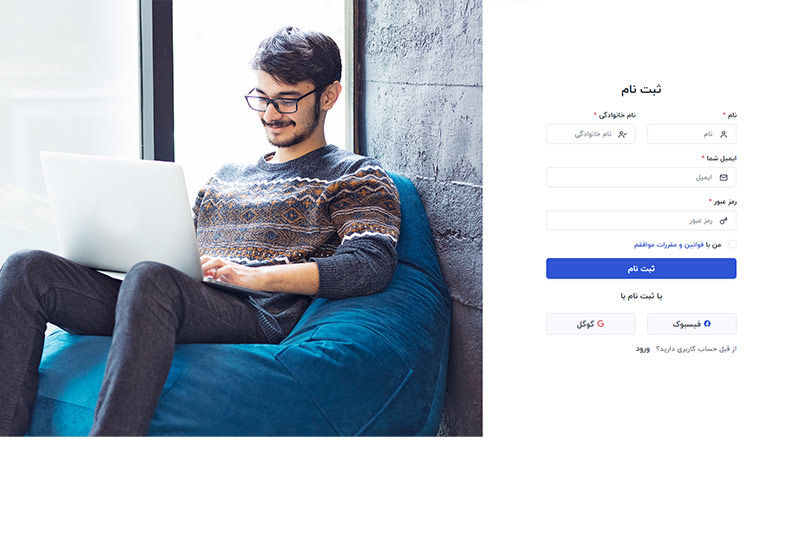 ثبت نام
نام * نام خانوادگی *
نام نام خانوادگی
ایمیل شما *
ایمیل
رمز عبور *
رمز عبور
من با قوانین و مقررات موافقم
ثبت نام
یا ثبت نام با
فیسبوک گوگل
از قبل حساب کاربری دارید؟ ورود